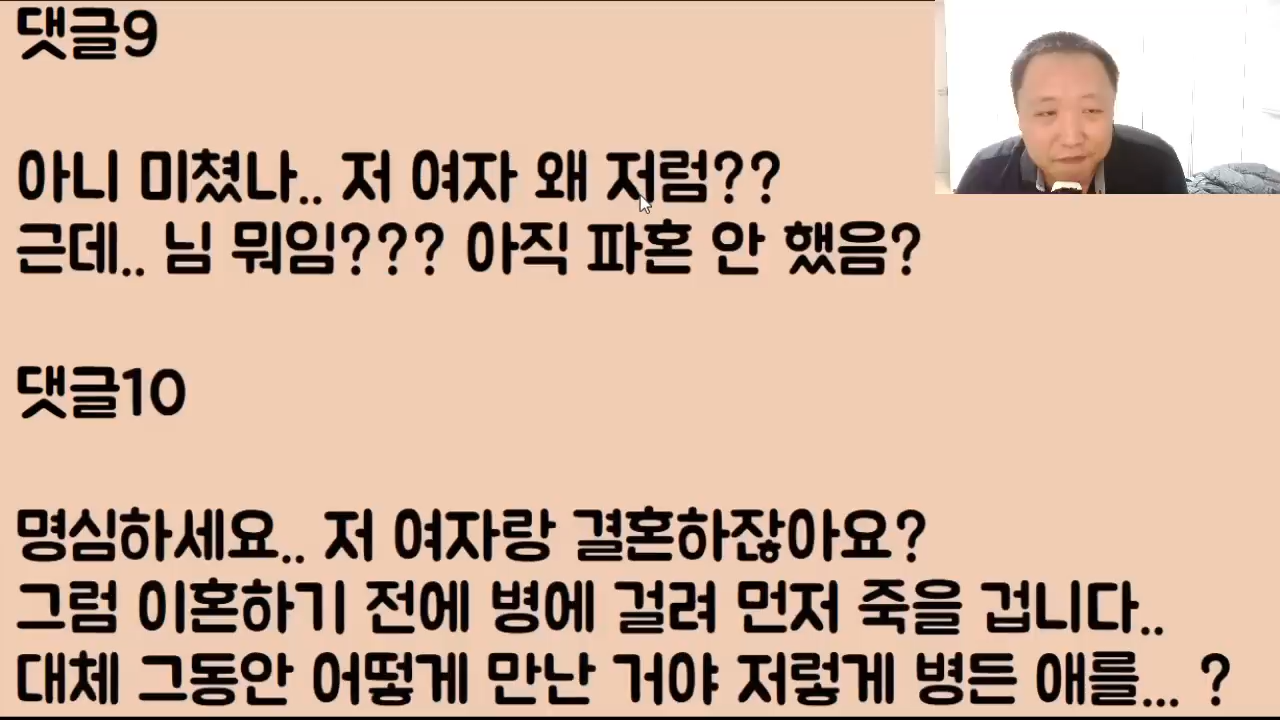 댓글9
아니 미쳤나.. 저 여자 왜 저럼??
근데.. 님 뭐임??? 아직 파혼 안 했음?
댓글10
명심하세요.. 저 여자랑 결혼하잖아요?
그럼 이혼하기 전에 병에 걸려 먼저 죽을 겁니다..
대체 그동안 어떻게 만난 거야 저렇게 병든 애를... ?